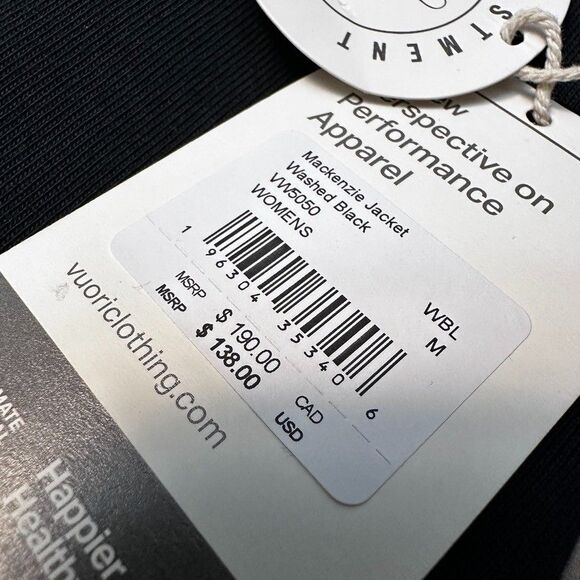 STMENT
Perspective on
Performance
Apparel
Mackenzie Jacket
Washed Black
VW5050
WOMENS
WBL
M
1 96304 35340 6
MSRP $ 190.00 CAD
MSRP $ 138.00 USD
vuoriclothing.com
Happier